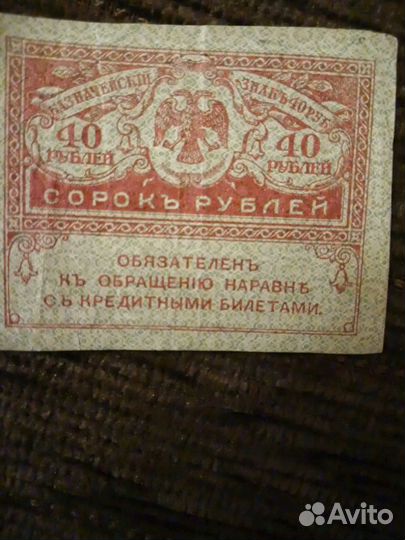 КАЗНАЧЕЙСКІЙ ЗНАКЪ 40 РУБ.
40 РУБЛЕЙ
40 РУБЛЕЙ
СОРОКЪ РУБЛЕЙ
ОБЯЗАТЕЛЕНЪ
КЪ ОБРАЩЕНІЮ НАРАВНѢ
СЪ КРЕДИТНЫМИ БИЛЕТАМИ.
Avito